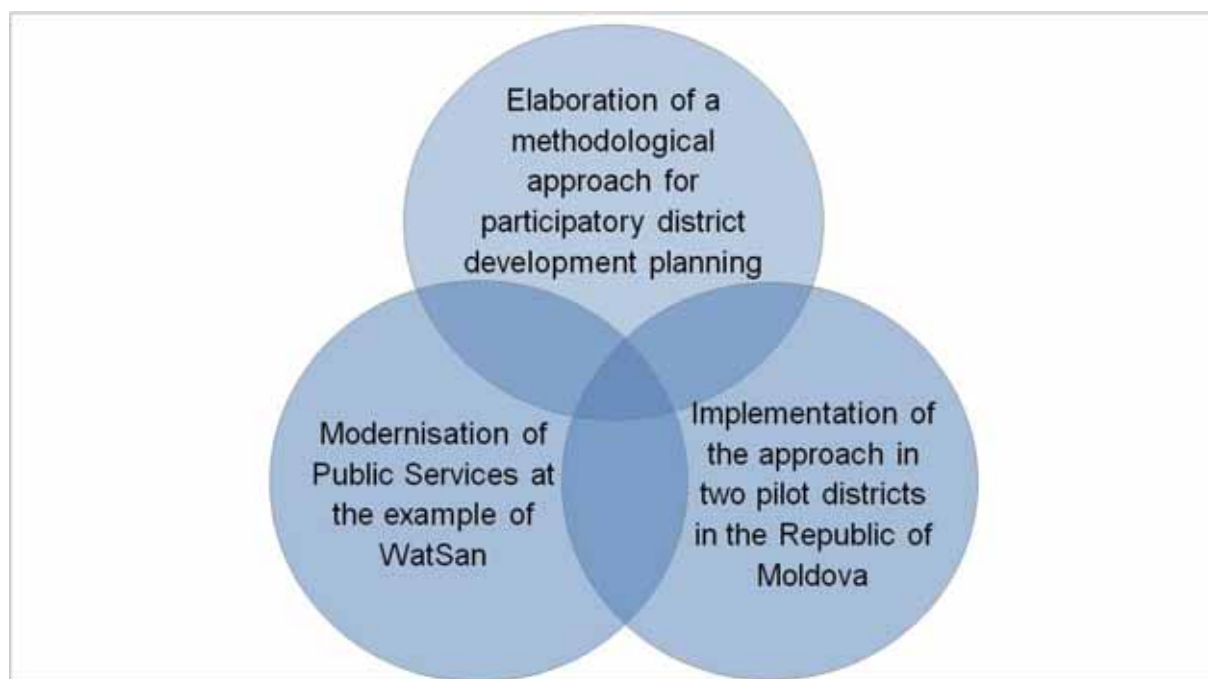 Elaboration of a
methodological
approach for
participatory district
development planning
Modernisation of
Public Services at
the example of
WatSan
Implementation of
the approach in
two pilot districts
in the Republic of
Moldova